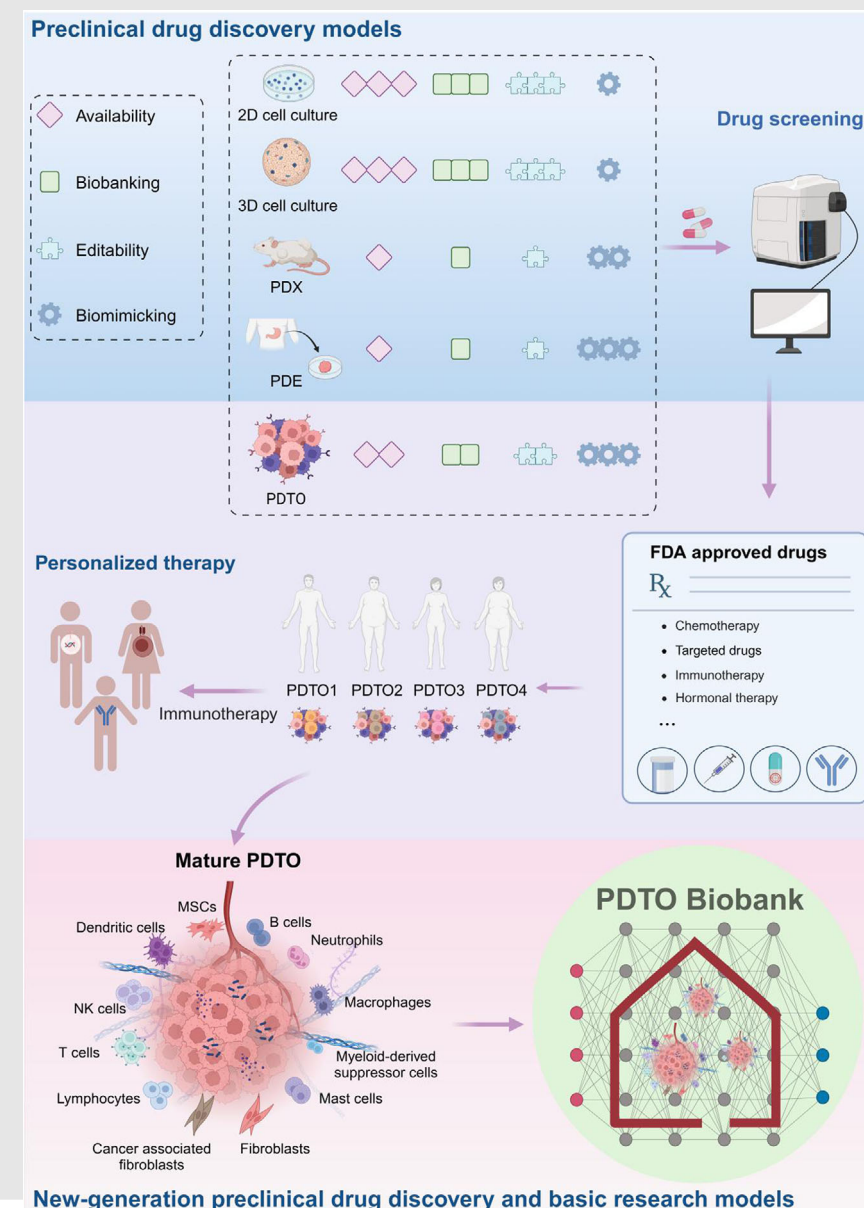 Preclinical drug discovery models
Availability
Biobanking
Editability
Biomimicking
2D cell culture
3D cell culture
PDX
PDE
PDTO
Drug screening
FDA approved drugs
Rx
• Chemotherapy
• Targeted drugs
• Immunotherapy
• Hormonal therapy
...
Personalized therapy
PDTO1 PDTO2 PDTO3 PDTO4
Immunotherapy
Mature PDTO
MSCs
B cells
Dendritic cells
Neutrophils
NK cells
Macrophages
T cells
Myeloid-derived
suppressor cells
Lymphocytes
Mast cells
Cancer associated
fibroblasts
Fibroblasts
PDTO Biobank
New-generation preclinical drug discovery and basic research models